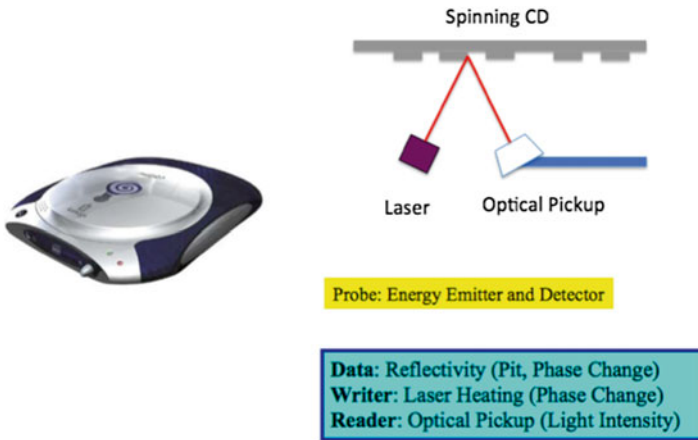 Spinning CD
Laser
Optical Pickup
Probe: Energy Emitter and Detector
Data: Reflectivity (Pit, Phase Change)
Writer: Laser Heating (Phase Change)
Reader: Optical Pickup (Light Intensity)